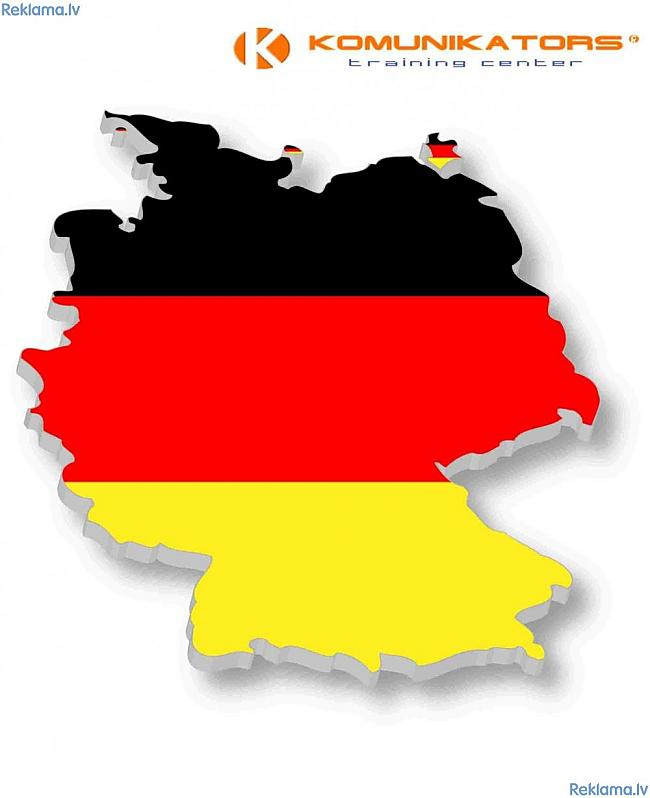 Reklama.lv
K KOMUNIKATORS®
training center
Reklama.lv